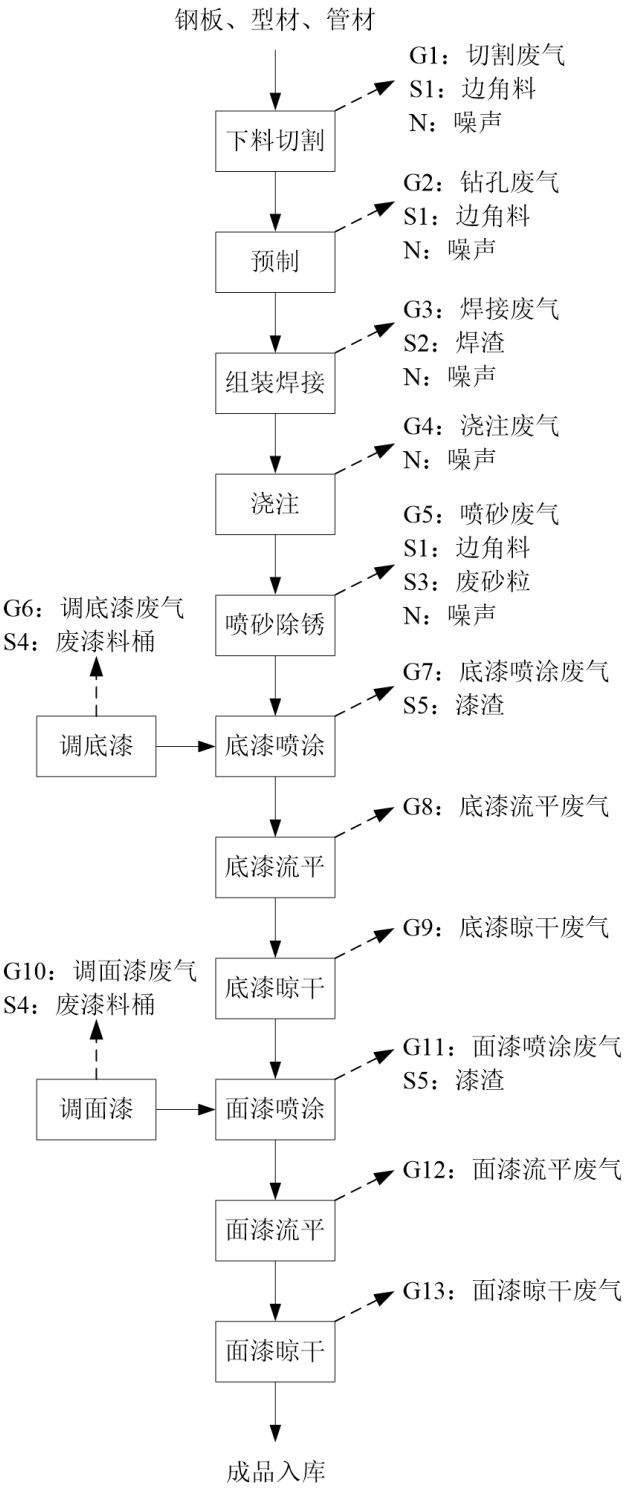 钢板、型材、管材
G1：切割废气
S1：边角料
N：噪声
下料切割
G2：钻孔废气
S1：边角料
N：噪声
预制
G3：焊接废气
S2：焊渣
N：噪声
组装焊接
G4：浇注废气
N：噪声
浇注
G5：喷砂废气
S1：边角料
S3：废砂粒
N：噪声
喷砂除锈
G6：调底漆废气
S4：废漆料桶
G7：底漆喷涂废气
S5：漆渣
调底漆
底漆喷涂
G8：底漆流平废气
底漆流平
G9：底漆晾干废气
底漆晾干
G10：调面漆废气
S4：废漆料桶
G11：面漆喷涂废气
S5：漆渣
调面漆
面漆喷涂
G12：面漆流平废气
面漆流平
G13：面漆晾干废气
面漆晾干
成品入库